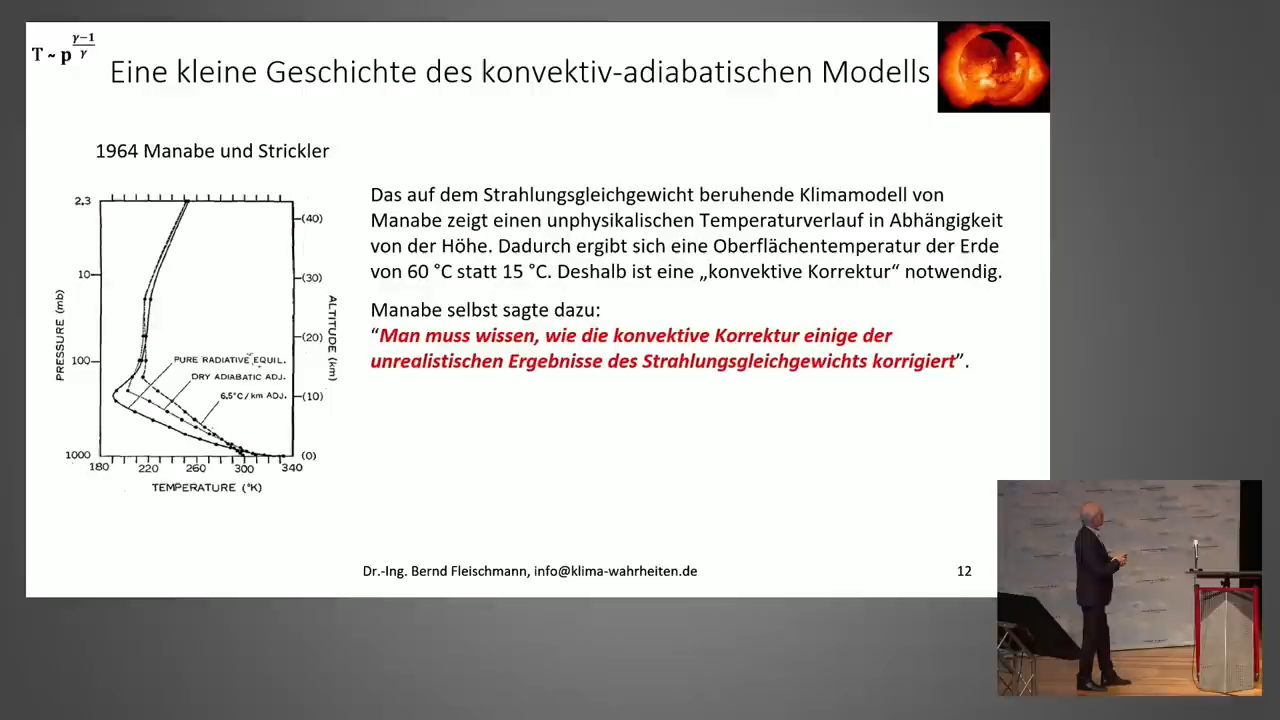 T ~ p^((γ−1)/γ)
Eine kleine Geschichte des konvektiv-adiabatischen Modells
1964 Manabe und Strickler
2,3
10
100
1000
PRESSURE (mb)
(40)
(30)
(20)
(10)
(0)
ALTITUDE (km)
PURE RADIATIVE EQUIL.
DRY ADIABATIC ADJ.
6.5°C/km ADJ.
180 220 260 300 340
TEMPERATURE (°K)
Das auf dem Strahlungsgleichgewicht beruhende Klimamodell von
Manabe zeigt einen unphysikalischen Temperaturverlauf in Abhängigkeit
von der Höhe. Dadurch ergibt sich eine Oberflächentemperatur der Erde
von 60 °C statt 15 °C. Deshalb ist eine „konvektive Korrektur“ notwendig.
Manabe selbst sagte dazu:
“Man muss wissen, wie die konvektive Korrektur einige der
unrealistischen Ergebnisse des Strahlungsgleichgewichts korrigiert”.
Dr.-Ing. Bernd Fleischmann, info@klima-wahrheiten.de
12